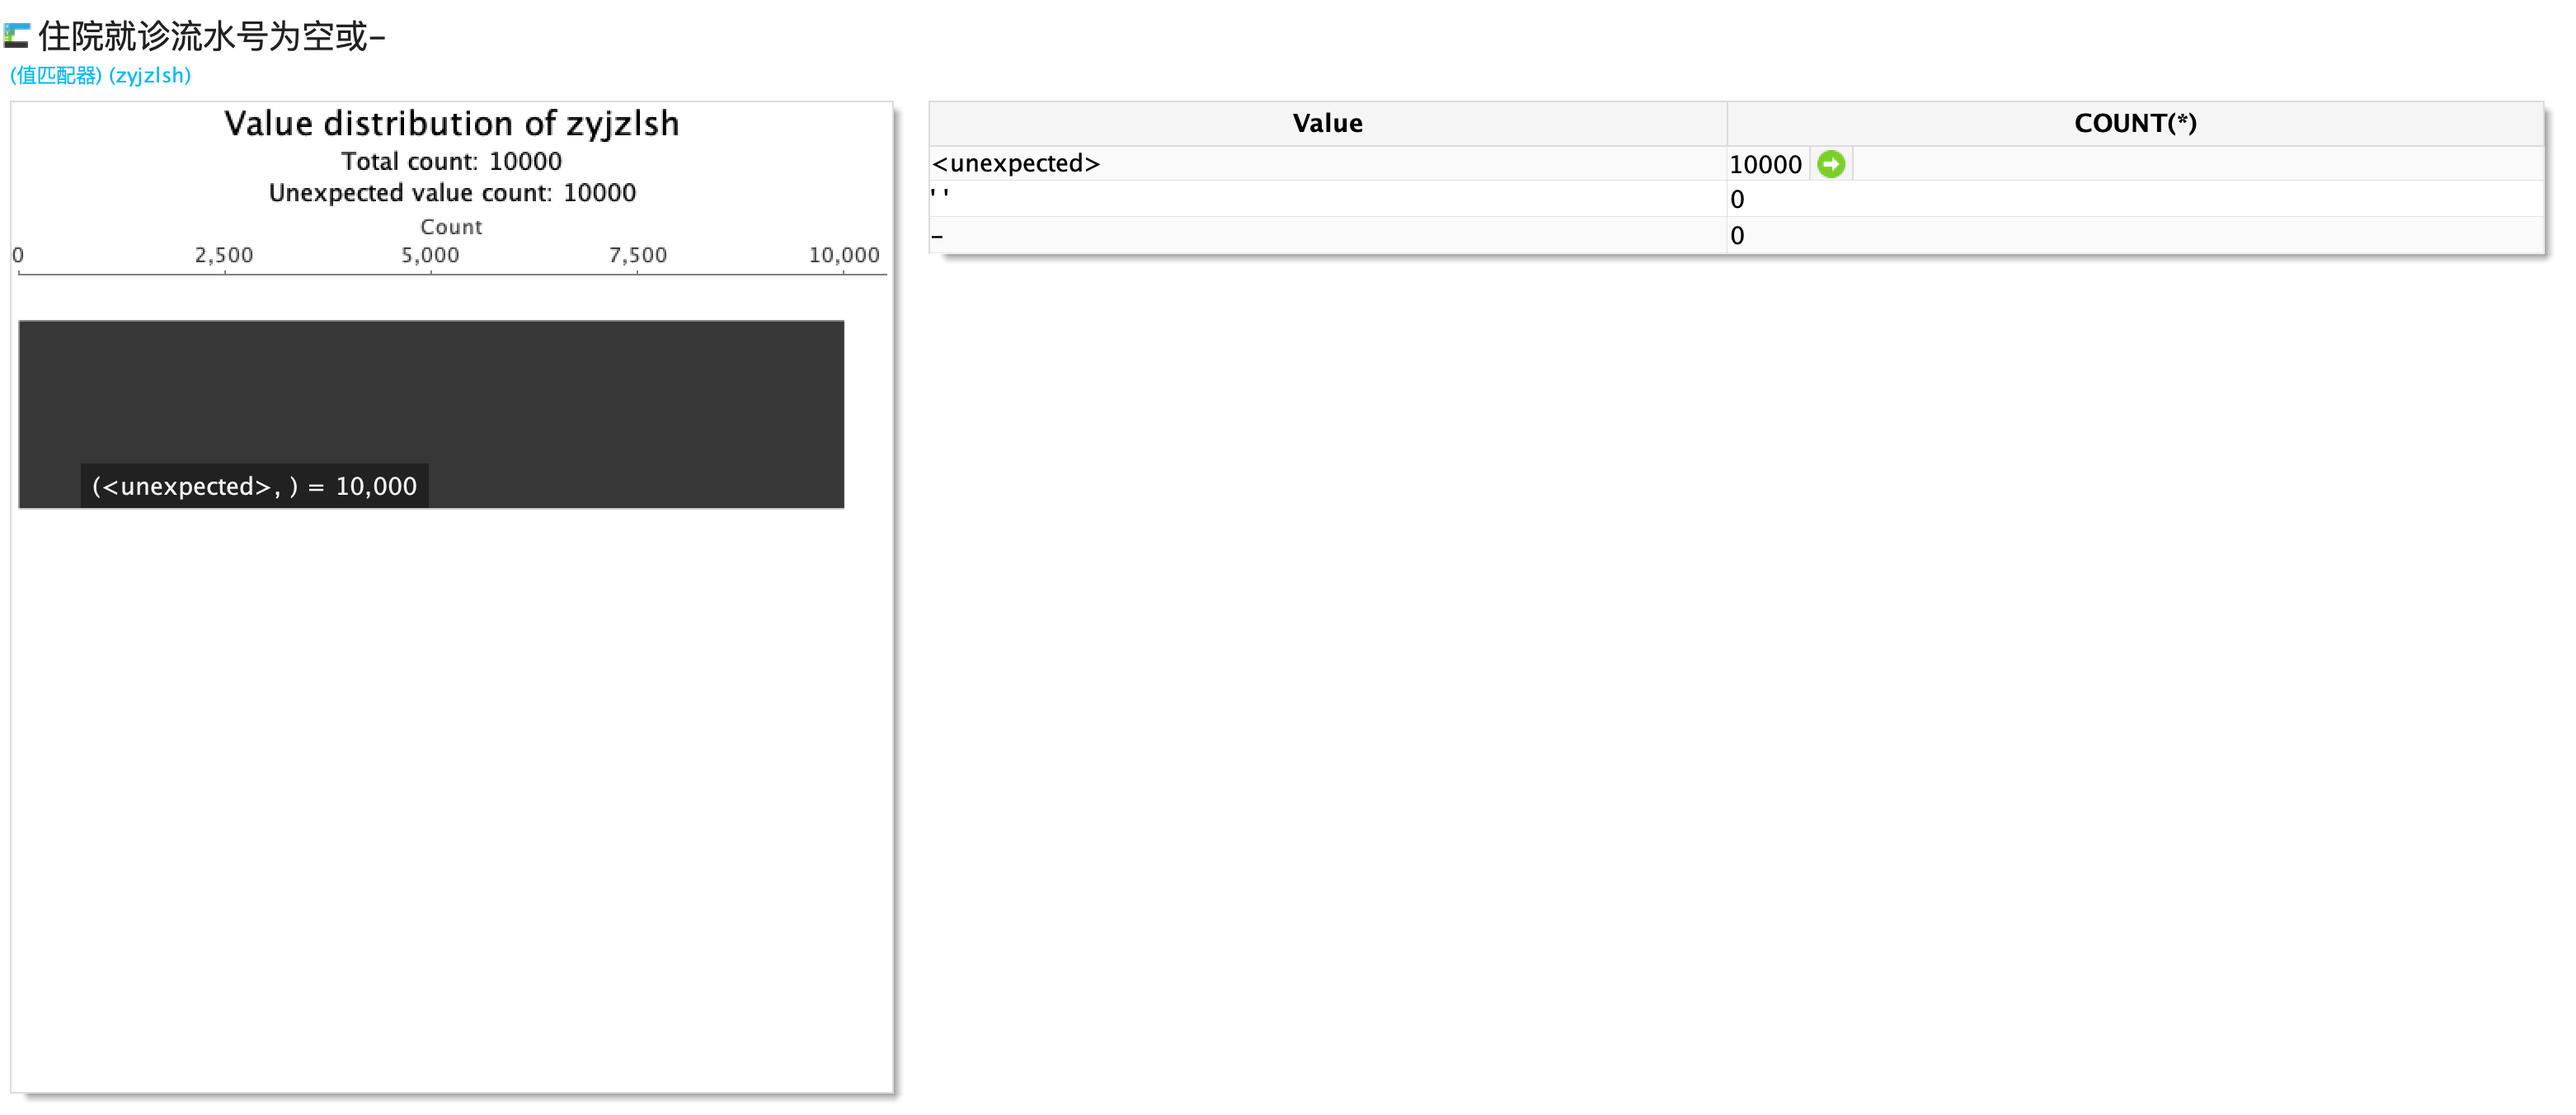 住院就诊流水号为空或-
(值匹配器) (zyjzlsh)
Value distribution of zyjzlsh
Total count: 10000
Unexpected value count: 10000
Count
0 2,500 5,000 7,500 10,000
(<unexpected>, ) = 10,000
Value COUNT(*)
<unexpected> 10000
' ' 0
- 0